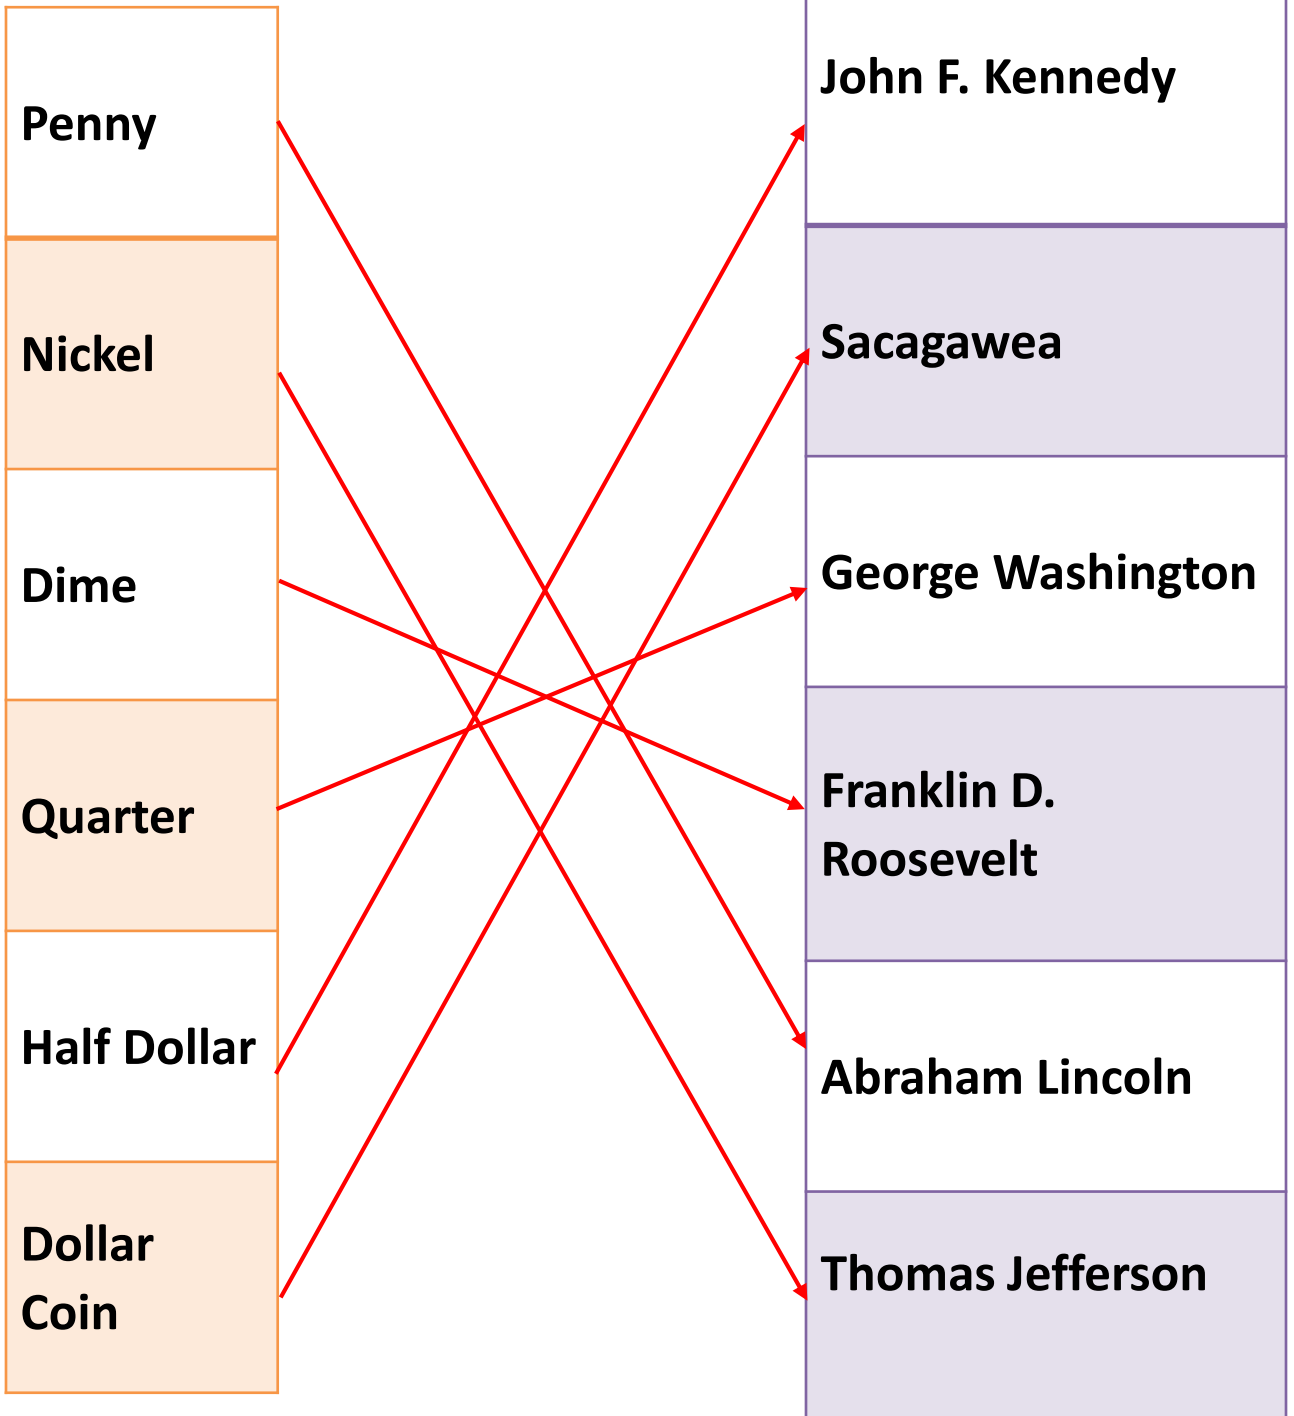 Penny
Nickel
Dime
Quarter
Half Dollar
Dollar
Coin
John F. Kennedy
Sacagawea
George Washington
Franklin D.
Roosevelt
Abraham Lincoln
Thomas Jefferson